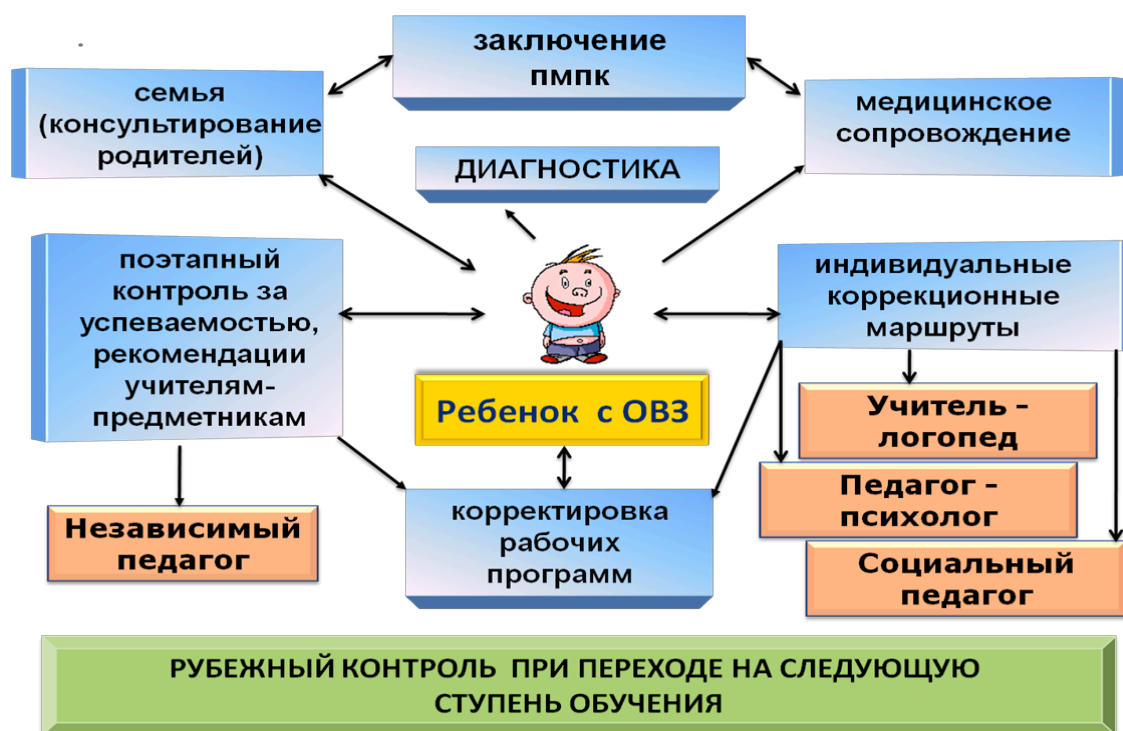 заключение
пмпк
семья
(консультирование
родителей)
медицинское
сопровождение
ДИАГНОСТИКА
поэтапный
контроль за
успеваемостью,
рекомендации
учителям-
предметникам
индивидуальные
коррекционные
маршруты
Ребенок с ОВЗ
Учитель –
логопед
Педагог –
психолог
Социальный
педагог
Независимый
педагог
корректировка
рабочих
программ
РУБЕЖНЫЙ КОНТРОЛЬ ПРИ ПЕРЕХОДЕ НА СЛЕДУЮЩУЮ
СТУПЕНЬ ОБУЧЕНИЯ